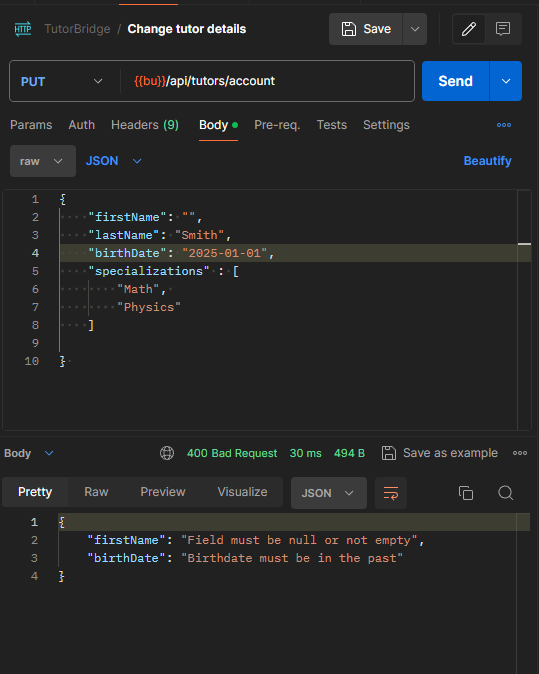 HTTP TutorBridge / Change tutor details Save
PUT {{bu}}/api/tutors/account Send
Params Auth Headers (9) Body Pre-req. Tests Settings
raw JSON Beautify
1 {
2 "firstName": "",
3 "lastName": "Smith",
4 "birthDate": "2025-01-01",
5 "specializations" : [
6 "Math",
7 "Physics"
8 ]
9
10 }
Body 400 Bad Request 30 ms 494 B Save as example
Pretty Raw Preview Visualize JSON
1 {
2 "firstName": "Field must be null or not empty",
3 "birthDate": "Birthdate must be in the past"
4 }